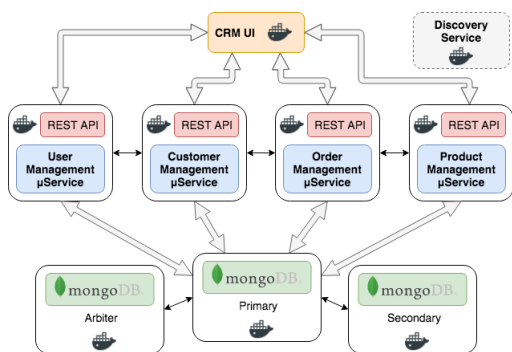 CRM UI
Discovery
Service
REST API
REST API
REST API
REST API
User
Management
µService
Customer
Management
µService
Order
Management
µService
Product
Management
µService
mongoDB.
Arbiter
mongoDB.
Primary
mongoDB.
Secondary